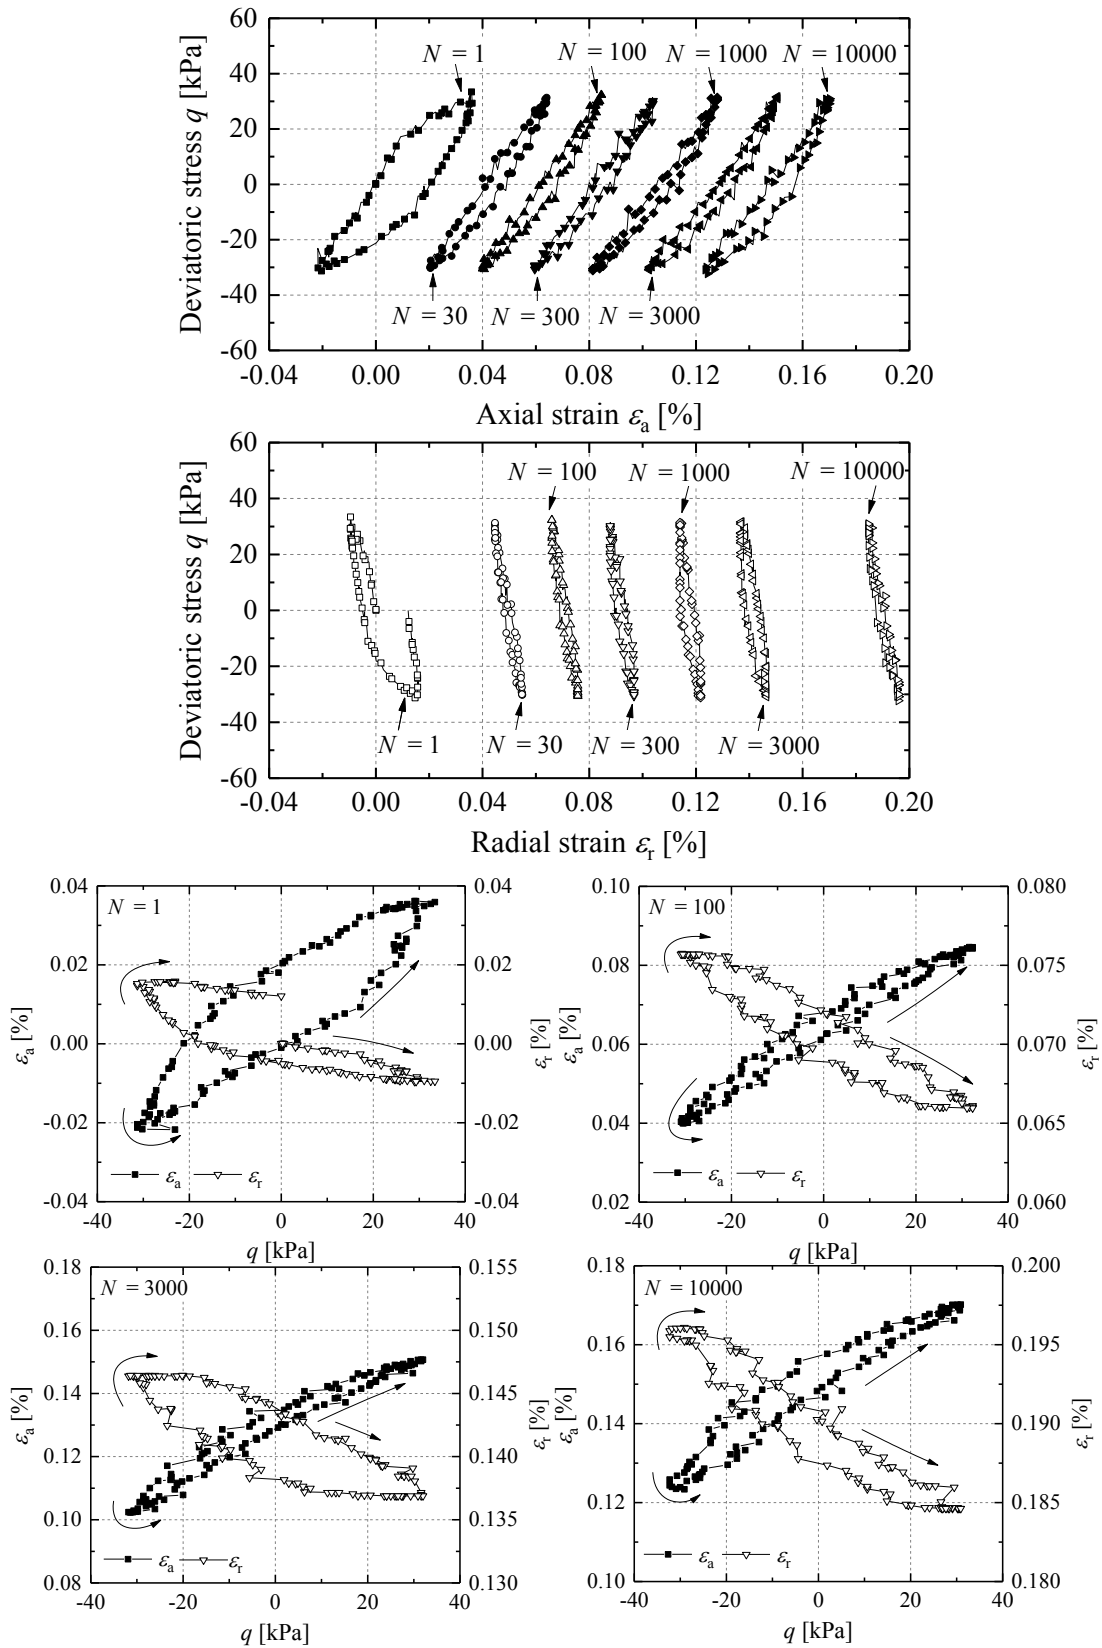 60
40
20
0
-20
-40
-60
Deviatoric stress q [kPa]
N = 1
N = 100
N = 1000
N = 10000
N = 30
N = 300
N = 3000
-0.04 0.00 0.04 0.08 0.12 0.16 0.20
Axial strain εa [%]
60
40
20
0
-20
-40
-60
Deviatoric stress q [kPa]
N = 100
N = 1000
N = 10000
N = 1
N = 30
N = 300
N = 3000
-0.04 0.00 0.04 0.08 0.12 0.16 0.20
Radial strain εr [%]
N = 1
0.04
0.02
0.00
-0.02
-0.04
εa [%]
0.04
0.02
0.00
-0.02
-0.04
εr [%]
εa εr
-40 -20 0 20 40
q [kPa]
N = 100
0.10
0.08
0.06
0.04
0.02
εa [%]
0.080
0.075
0.070
0.065
0.060
εr [%]
εa εr
-40 -20 0 20 40
q [kPa]
N = 3000
0.18
0.16
0.14
0.12
0.10
0.08
εa [%]
0.155
0.150
0.145
0.140
0.135
0.130
εr [%]
εa εr
-40 -20 0 20 40
q [kPa]
N = 10000
0.18
0.16
0.14
0.12
0.10
εa [%]
0.200
0.195
0.190
0.185
0.180
εr [%]
εa εr
-40 -20 0 20 40
q [kPa]